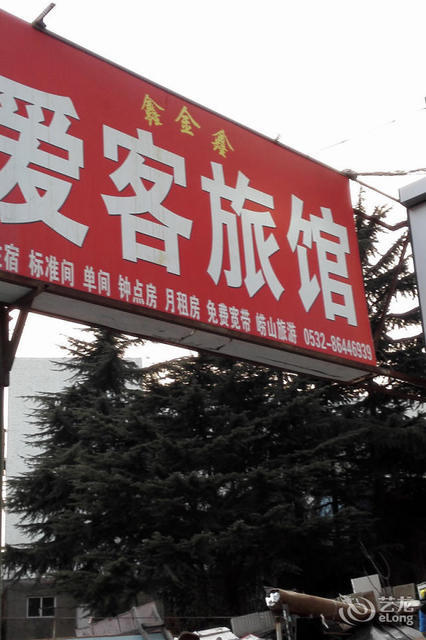 鑫金鑫
爱客旅馆
宿 标准间 单间 钟点房 月租房 免费宽带 崂山旅游 0532-86446939
艺龙
eLong.